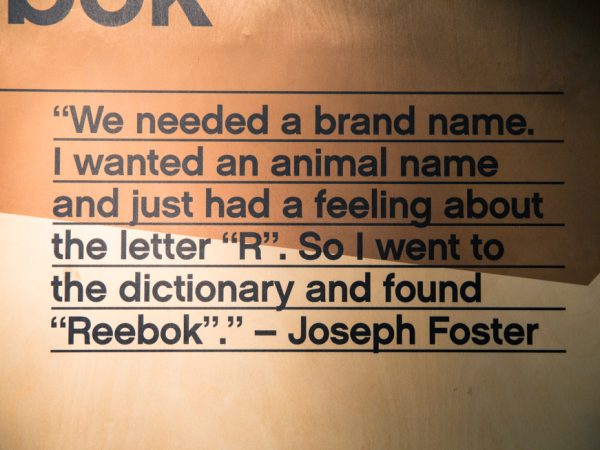 bok
“We needed a brand name.
I wanted an animal name
and just had a feeling about
the letter “R”. So I went to
the dictionary and found
“Reebok”.” – Joseph Foster